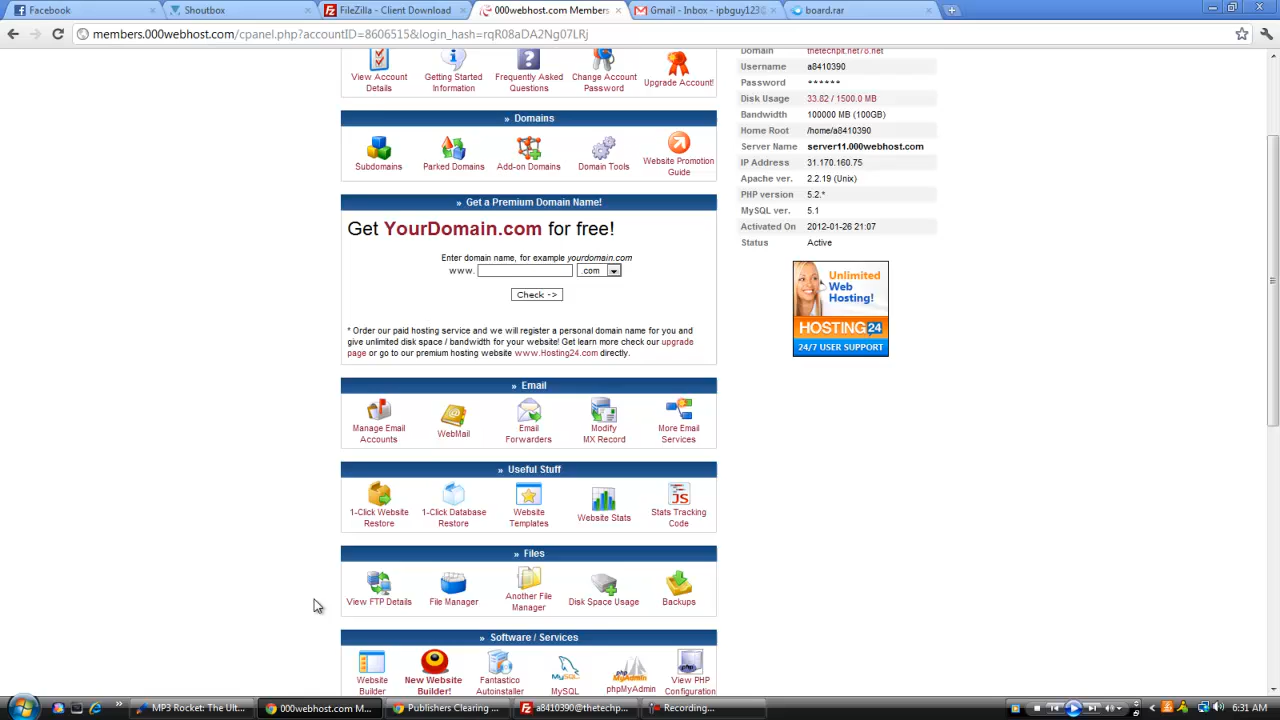 Facebook
Shoutbox
FileZilla - Client Download
000webhost.com Members
Gmail - Inbox - ipbguy123@
board.rar
members.000webhost.com/cpanel.php?accountID=8606515&login_hash=rqR08aDA2Ng07LRj
View Account Details
Getting Started Information
Frequently Asked Questions
Change Account Password
Upgrade Account!
» Domains
Subdomains
Parked Domains
Add-on Domains
Domain Tools
Website Promotion Guide
» Get a Premium Domain Name!
Get YourDomain.com for free!
Enter domain name, for example yourdomain.com
www.
.com
Check ->
* Order our paid hosting service and we will register a personal domain name for you and
give unlimited disk space / bandwidth for your website! Get learn more check our upgrade
page or go to our premium hosting website www.Hosting24.com directly.
» Email
Manage Email Accounts
WebMail
Email Forwarders
Modify MX Record
More Email Services
» Useful Stuff
1-Click Website Restore
1-Click Database Restore
Website Templates
Website Stats
JS
Stats Tracking Code
» Files
View FTP Details
File Manager
Another File Manager
Disk Space Usage
Backups
» Software / Services
Website Builder
New Website Builder!
Fantastico Autoinstaller
MySQL
phpMyAdmin
View PHP Configuration
Domain
Username a8410390
Password ******
Disk Usage 33.82 / 1500.0 MB
Bandwidth 100000 MB (100GB)
Home Root /home/a8410390
Server Name server11.000webhost.com
IP Address 31.170.160.75
Apache ver. 2.2.19 (Unix)
PHP version 5.2.*
MySQL ver. 5.1
Activated On 2012-01-26 21:07
Status Active
Unlimited
Web
Hosting!
HOSTING 24
24/7 USER SUPPORT
MP3 Rocket: The Ult...
000webhost.com M...
Publishers Clearing ...
a8410390@thetechp...
Recording...
6:31 AM